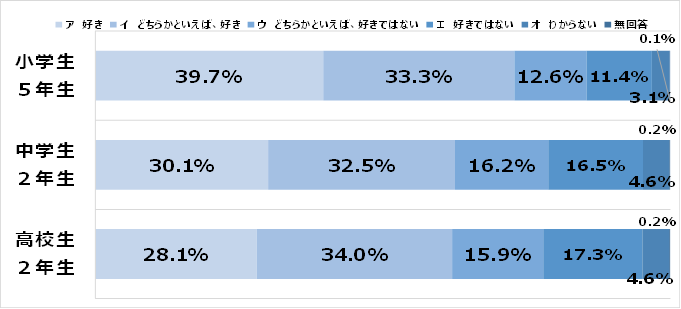 ア 好き イ どちらかといえば、好き ウ どちらかといえば、好きではない エ 好きではない オ わからない 無回答
0.1%
小学生
５年生
39.7% 33.3% 12.6% 11.4%
3.1%
0.2%
中学生
２年生
30.1% 32.5% 16.2% 16.5%
4.6%
0.2%
高校生
２年生
28.1% 34.0% 15.9% 17.3%
4.6%